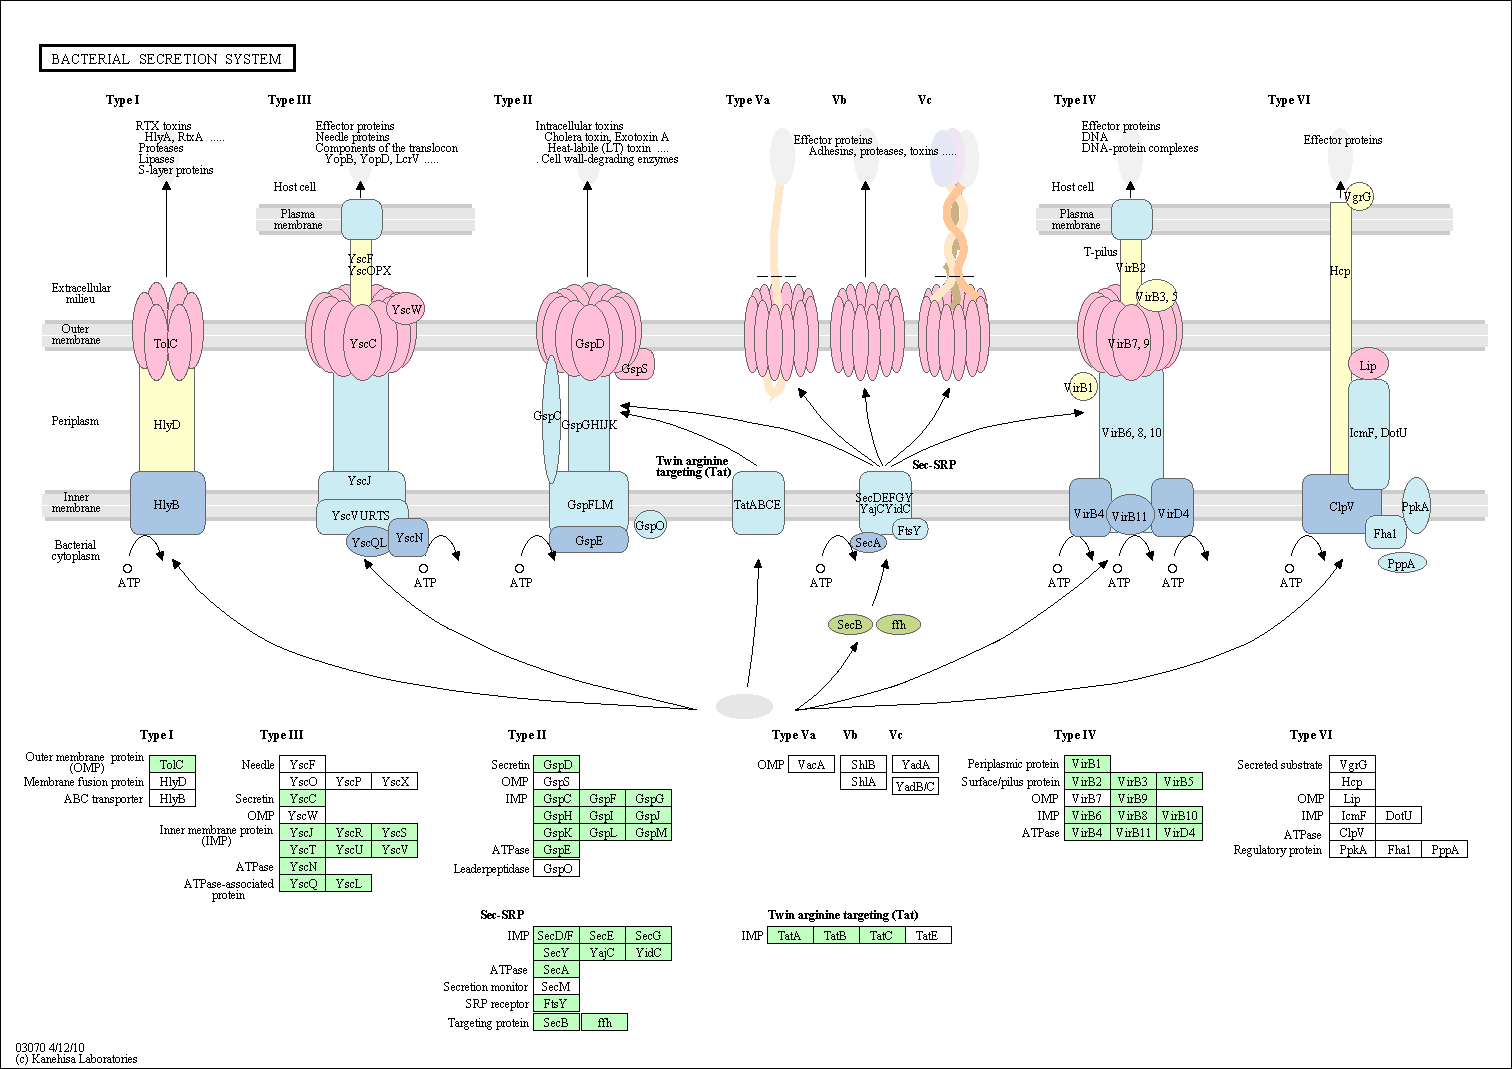 BACTERIAL SECRETION SYSTEM
Type I
Type III
Type II
Type Va
Vb
Vc
Type IV
Type VI
RTX toxins
HlyA, RtxA .....
Proteases
Lipases
S-layer proteins
Effector proteins
Needle proteins
Components of the translocon
YopB, YopD, LcrV .....
Intracellular toxins
Cholera toxin, Exotoxin A
Heat-labile (LT) toxin ....
. Cell wall-degrading enzymes
Effector proteins
Adhesins, proteases, toxins .....
Effector proteins
DNA
DNA-protein complexes
Effector proteins
Host cell
Plasma
membrane
Host cell
Plasma
membrane
VgrG
T-pilus
YscF
YscOPX
VirB2
Hcp
Extracellular
milieu
YscW
VirB3, 5
Outer
membrane
TolC
YscC
GspD
GspS
VirB7, 9
Lip
VirB1
Periplasm
HlyD
GspC
GspGHIJK
VirB6, 8, 10
IcmF, DotU
Twin arginine
targeting (Tat)
Sec-SRP
Inner
membrane
HlyB
YscJ
YscVURTS
GspFLM
GspO
TatABCE
SecDEFGY
YajCYidC
FtsY
VirB4
VirB11
VirD4
ClpV
PpkA
Bacterial
cytoplasm
YscQL
YscN
GspE
SecA
Fha1
PppA
ATP
ATP
ATP
ATP
ATP
ATP
ATP
ATP
SecB
ffh
Type I
Type III
Type II
Type Va
Vb
Vc
Type IV
Type VI
Outer membrane protein
(OMP)
TolC
Membrane fusion protein
HlyD
ABC transporter
HlyB
Needle
YscF
YscO YscP YscX
Secretin
YscC
OMP
YscW
Inner membrane protein
(IMP)
YscJ YscR YscS
YscT YscU YscV
ATPase
YscN
ATPase-associated
protein
YscQ YscL
Secretin
GspD
OMP
GspS
IMP
GspC GspF GspG
GspH GspI GspJ
GspK GspL GspM
ATPase
GspE
Leaderpeptidase
GspO
OMP
VacA
ShlB
YadA
ShlA
YadB/C
Periplasmic protein
VirB1
Surface/pilus protein
VirB2 VirB3 VirB5
OMP
VirB7 VirB9
IMP
VirB6 VirB8 VirB10
ATPase
VirB4 VirB11 VirD4
Secreted substrate
VgrG
Hcp
OMP
Lip
IMP
IcmF DotU
ATPase
ClpV
Regulatory protein
PpkA Fha1 PppA
Sec-SRP
IMP
SecD/F SecE SecG
SecY YajC YidC
ATPase
SecA
Secretion monitor
SecM
SRP receptor
FtsY
Targeting protein
SecB ffh
Twin arginine targeting (Tat)
IMP
TatA TatB TatC TatE
03070 4/12/10
(c) Kanehisa Laboratories